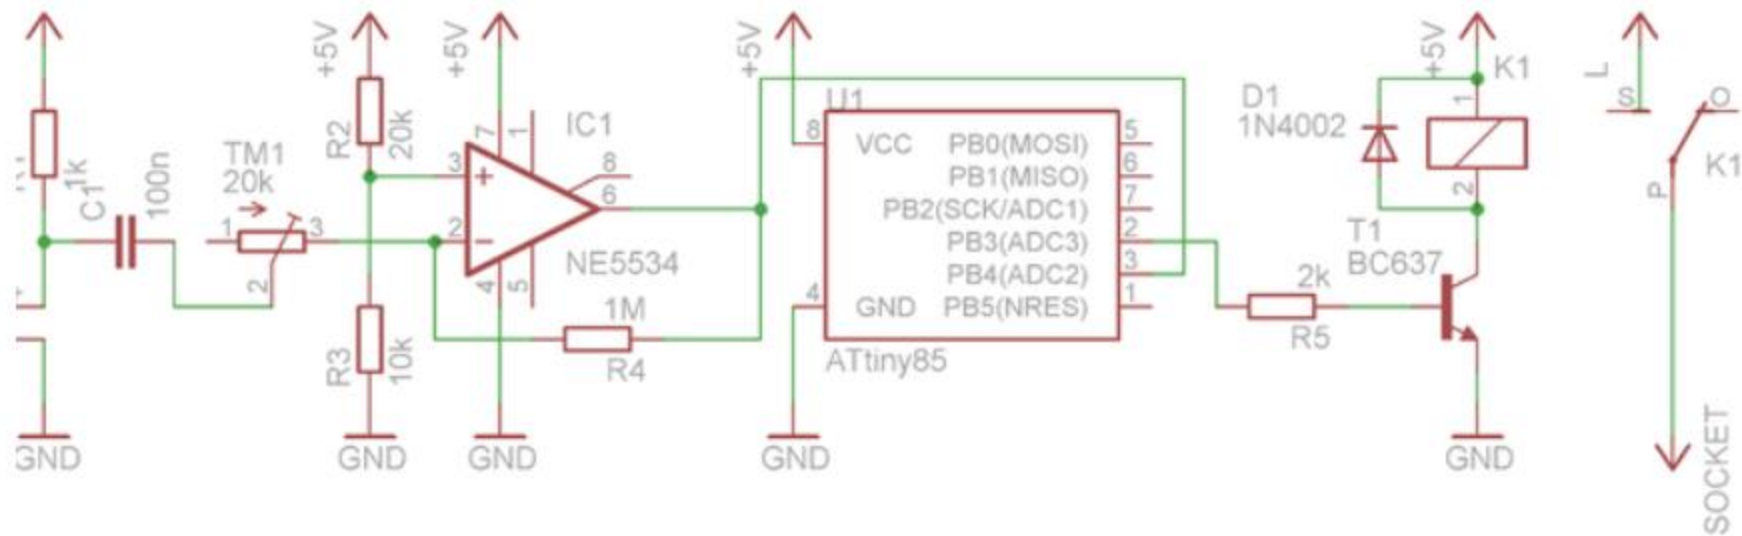 1k
C1
100n
GND
TM1
20k
1
3
2
+5V
R2
20k
R3
10k
GND
+5V
IC1
7
1
3
8
6
2
4
5
NE5534
1M
R4
GND
+5V
U1
8
VCC
PB0(MOSI)
5
PB1(MISO)
6
PB2(SCK/ADC1)
7
PB3(ADC3)
2
PB4(ADC2)
3
4
GND
PB5(NRES)
1
ATtiny85
GND
2k
R5
D1
1N4002
+5V
K1
1
2
T1
BC637
GND
L
S
O
K1
P
SOCKET